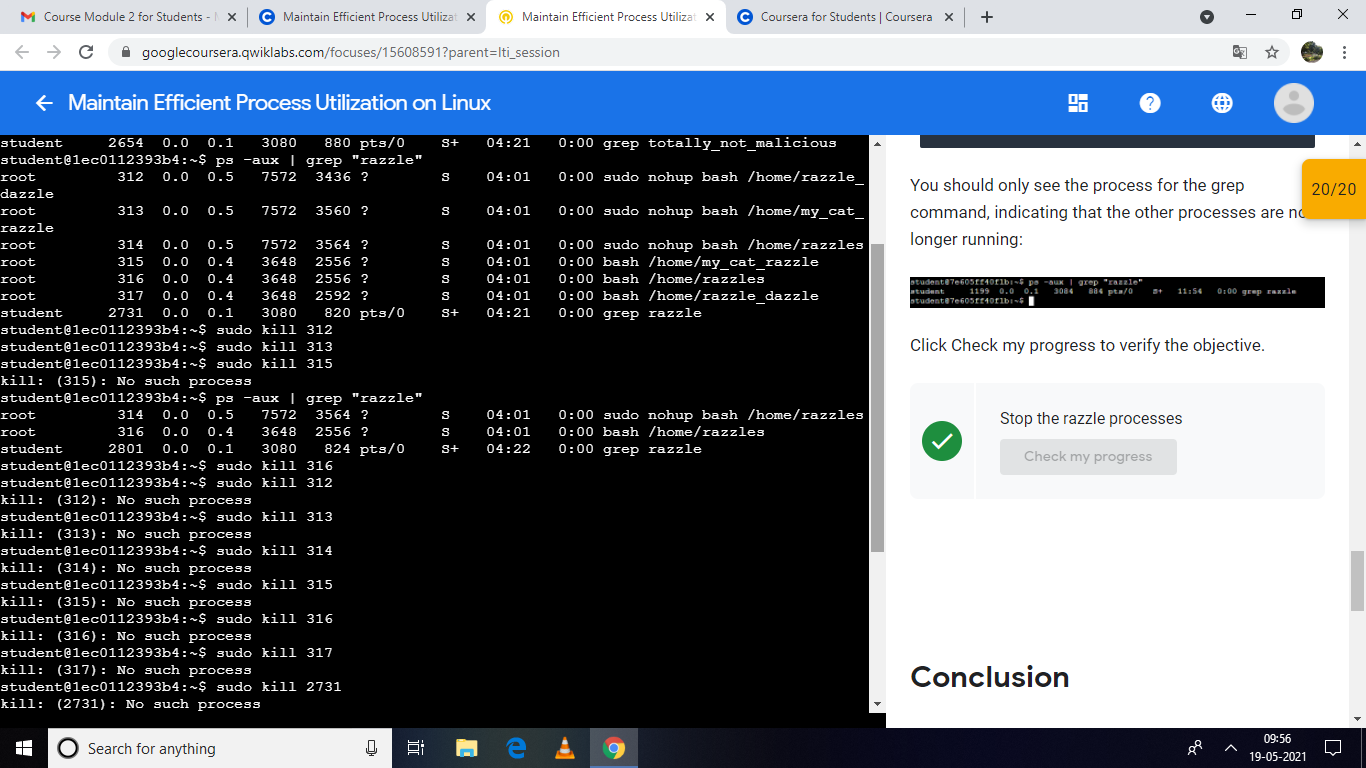 Course Module 2 for Students -
Maintain Efficient Process Utilizat
Maintain Efficient Process Utilizat
Coursera for Students | Coursera
googlecoursera.qwiklabs.com/focuses/15608591?parent=lti_session
Maintain Efficient Process Utilization on Linux
student 2654 0.0 0.1 3080 880 pts/0 S+ 04:21 0:00 grep totally_not_malicious
student@1ec0112393b4:~$ ps -aux | grep "razzle"
root 312 0.0 0.5 7572 3436 ? S 04:01 0:00 sudo nohup bash /home/razzle_
dazzle
root 313 0.0 0.5 7572 3560 ? S 04:01 0:00 sudo nohup bash /home/my_cat_
razzle
root 314 0.0 0.5 7572 3564 ? S 04:01 0:00 sudo nohup bash /home/razzles
root 315 0.0 0.4 3648 2556 ? S 04:01 0:00 bash /home/my_cat_razzle
root 316 0.0 0.4 3648 2556 ? S 04:01 0:00 bash /home/razzles
root 317 0.0 0.4 3648 2592 ? S 04:01 0:00 bash /home/razzle_dazzle
student 2731 0.0 0.1 3080 820 pts/0 S+ 04:21 0:00 grep razzle
student@1ec0112393b4:~$ sudo kill 312
student@1ec0112393b4:~$ sudo kill 313
student@1ec0112393b4:~$ sudo kill 315
kill: (315): No such process
student@1ec0112393b4:~$ ps -aux | grep "razzle"
root 314 0.0 0.5 7572 3564 ? S 04:01 0:00 sudo nohup bash /home/razzles
root 316 0.0 0.4 3648 2556 ? S 04:01 0:00 bash /home/razzles
student 2801 0.0 0.1 3080 824 pts/0 S+ 04:22 0:00 grep razzle
student@1ec0112393b4:~$ sudo kill 316
student@1ec0112393b4:~$ sudo kill 312
kill: (312): No such process
student@1ec0112393b4:~$ sudo kill 313
kill: (313): No such process
student@1ec0112393b4:~$ sudo kill 314
kill: (314): No such process
student@1ec0112393b4:~$ sudo kill 315
kill: (315): No such process
student@1ec0112393b4:~$ sudo kill 316
kill: (316): No such process
student@1ec0112393b4:~$ sudo kill 317
kill: (317): No such process
student@1ec0112393b4:~$ sudo kill 2731
kill: (2731): No such process
20/20
You should only see the process for the grep
command, indicating that the other processes are no
longer running:
student@7e605ff40f1b:~$ ps -aux | grep "razzle"
student 1199 0.0 0.1 3084 884 pts/0 S+ 11:54 0:00 grep razzle
student@7e605ff40f1b:~$
Click Check my progress to verify the objective.
Stop the razzle processes
Check my progress
Conclusion
Search for anything
09:56
19-05-2021